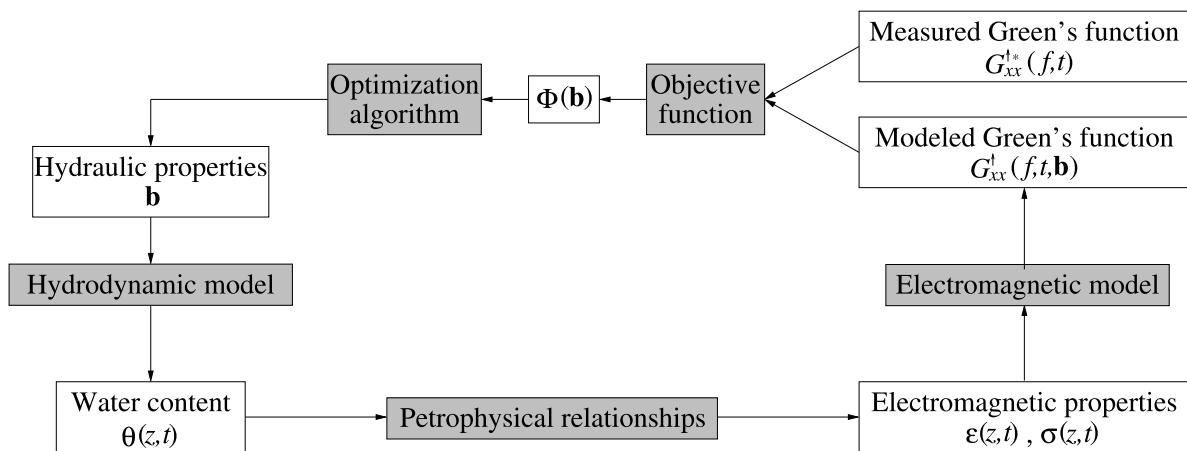 Measured Green's function
G↑*xx (f,t)
Optimization
algorithm
Φ(b)
Objective
function
Modeled Green's function
G↑xx (f,t,b)
Hydraulic properties
b
Hydrodynamic model
Electromagnetic model
Water content
θ(z,t)
Petrophysical relationships
Electromagnetic properties
ε(z,t) , σ(z,t)